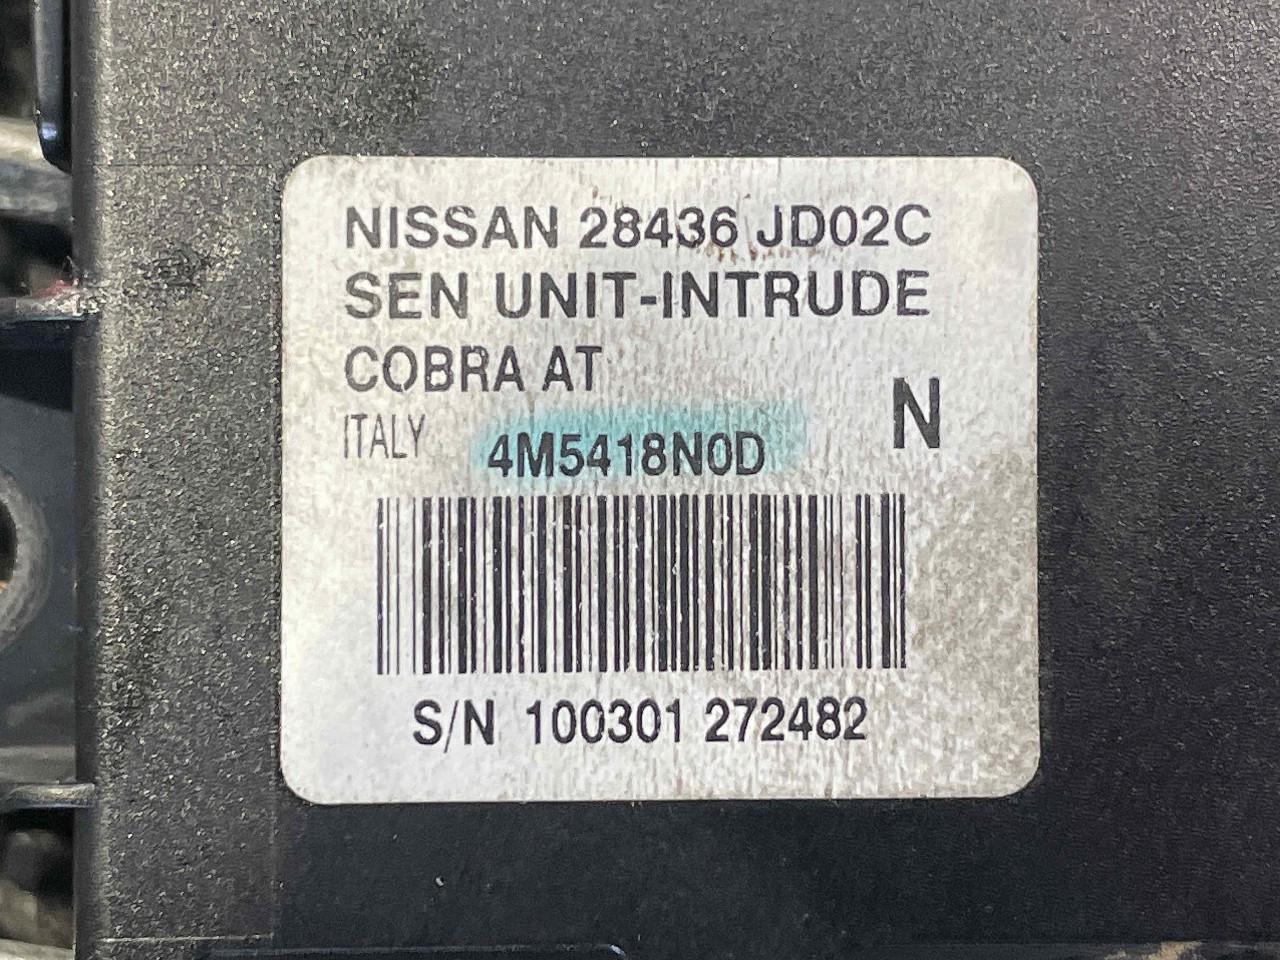 NISSAN 28436 JD02C
SEN UNIT-INTRUDE
COBRA AT
N
ITALY 4M5418N0D
S/N 100301 272482